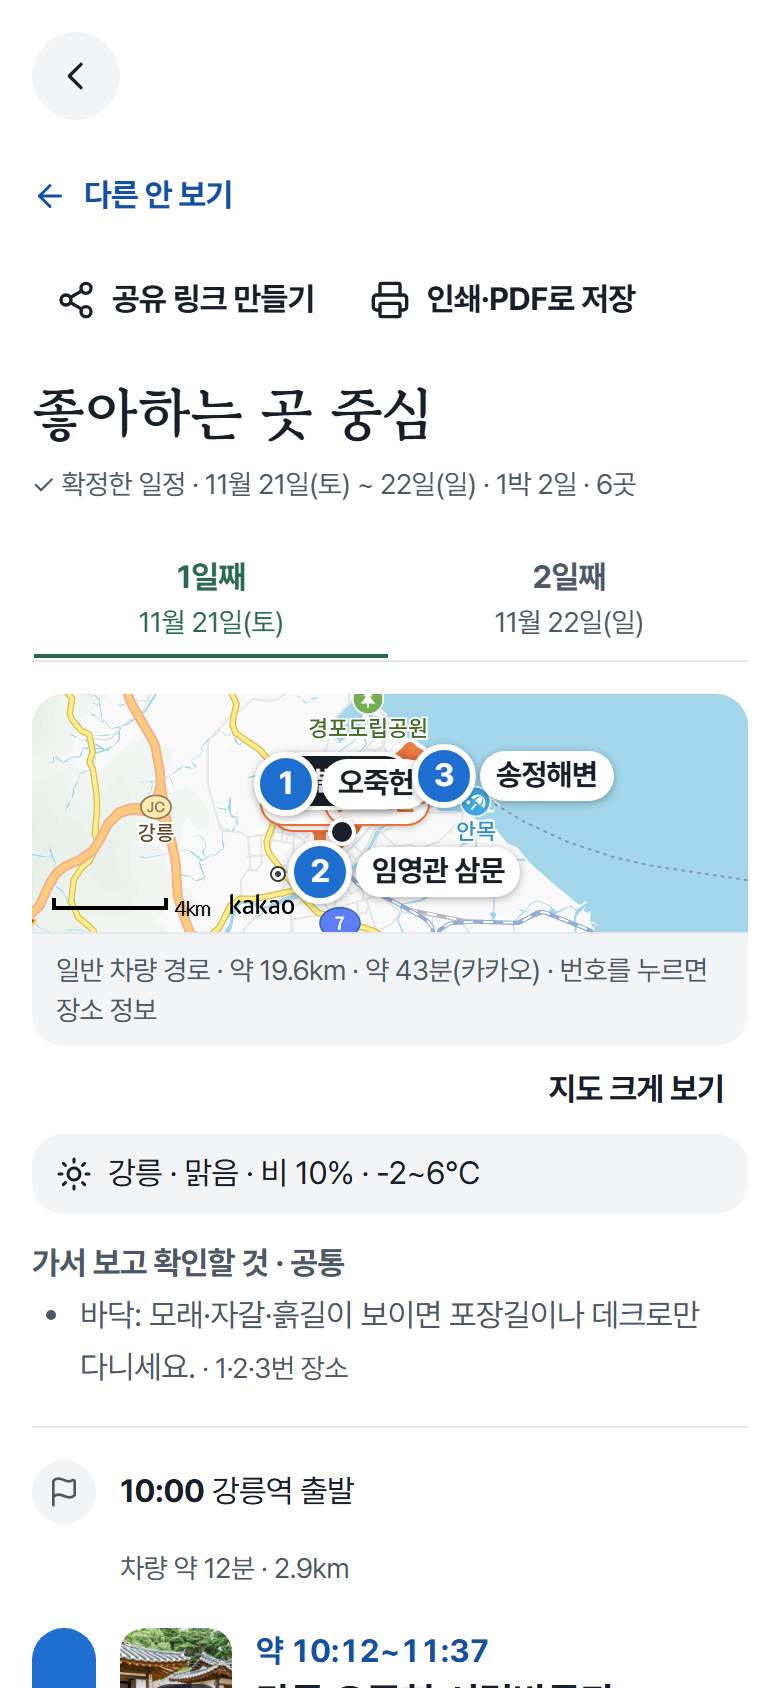 다른 안 보기
공유 링크 만들기
인쇄·PDF로 저장
좋아하는 곳 중심
확정한 일정 · 11월 21일(토) ~ 22일(일) · 1박 2일 · 6곳
1일째
11월 21일(토)
2일째
11월 22일(일)
경포도립공원
1
오죽헌
3
송정해변
JC
강릉
안목
2
임영관 삼문
4km
kakao
7
일반 차량 경로 · 약 19.6km · 약 43분(카카오) · 번호를 누르면
장소 정보
지도 크게 보기
강릉 · 맑음 · 비 10% · -2~6°C
가서 보고 확인할 것 · 공통
바닥: 모래·자갈·흙길이 보이면 포장길이나 데크로만
다니세요. · 1·2·3번 장소
10:00 강릉역 출발
차량 약 12분 · 2.9km
약 10:12~11:37